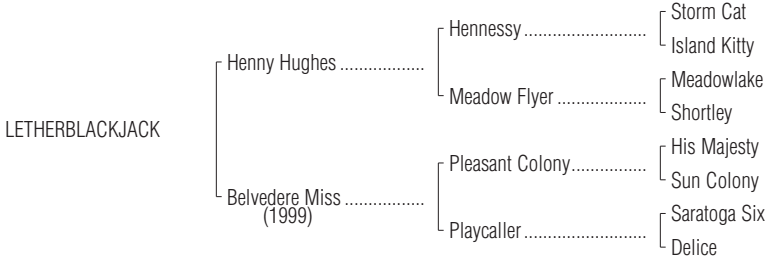 Storm Cat
Hennessy ..........................
Island Kitty
Henny Hughes ..................
Meadowlake
Meadow Flyer ...................
Shortley
LETHERBLACKJACK
His Majesty
Pleasant Colony................
Sun Colony
Belvedere Miss .................
(1999)
Saratoga Six
Playcaller ..........................
Delice